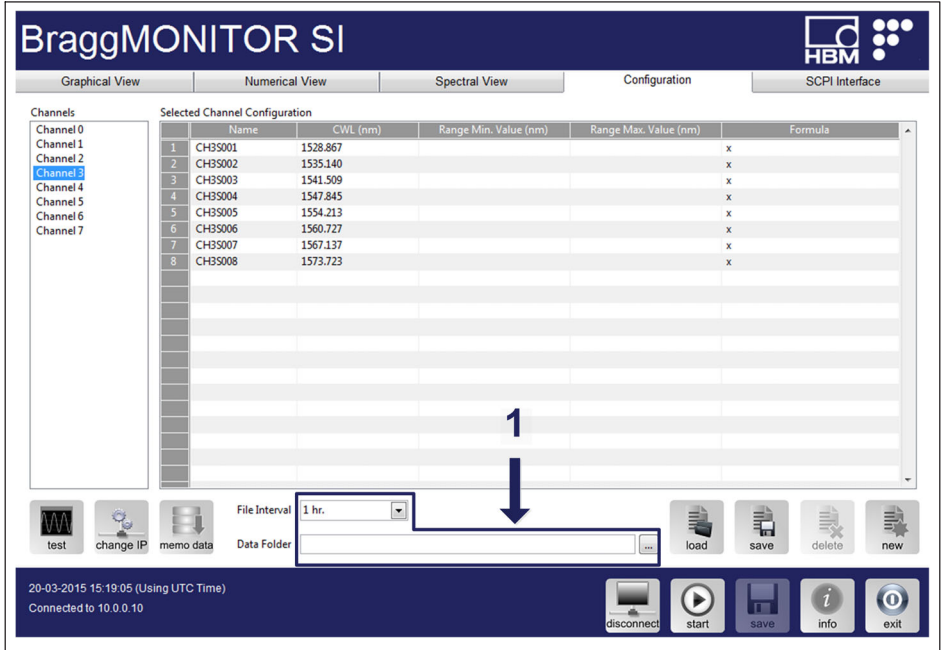 BraggMONITOR SI
HBM
Graphical View Numerical View Spectral View Configuration SCPI Interface
Channels
Channel 0
Channel 1
Channel 2
Channel 3
Channel 4
Channel 5
Channel 6
Channel 7
Selected Channel Configuration
Name CWL (nm) Range Min. Value (nm) Range Max. Value (nm) Formula
1 CH3S001 1528.867 x
2 CH3S002 1535.140 x
3 CH3S003 1541.509 x
4 CH3S004 1547.845 x
5 CH3S005 1554.213 x
6 CH3S006 1560.727 x
7 CH3S007 1567.137 x
8 CH3S008 1573.723 x
1
File Interval 1 hr.
Data Folder ...
test change IP memo data load save delete new
20-03-2015 15:19:05 (Using UTC Time)
Connected to 10.0.0.10
disconnect start save info exit